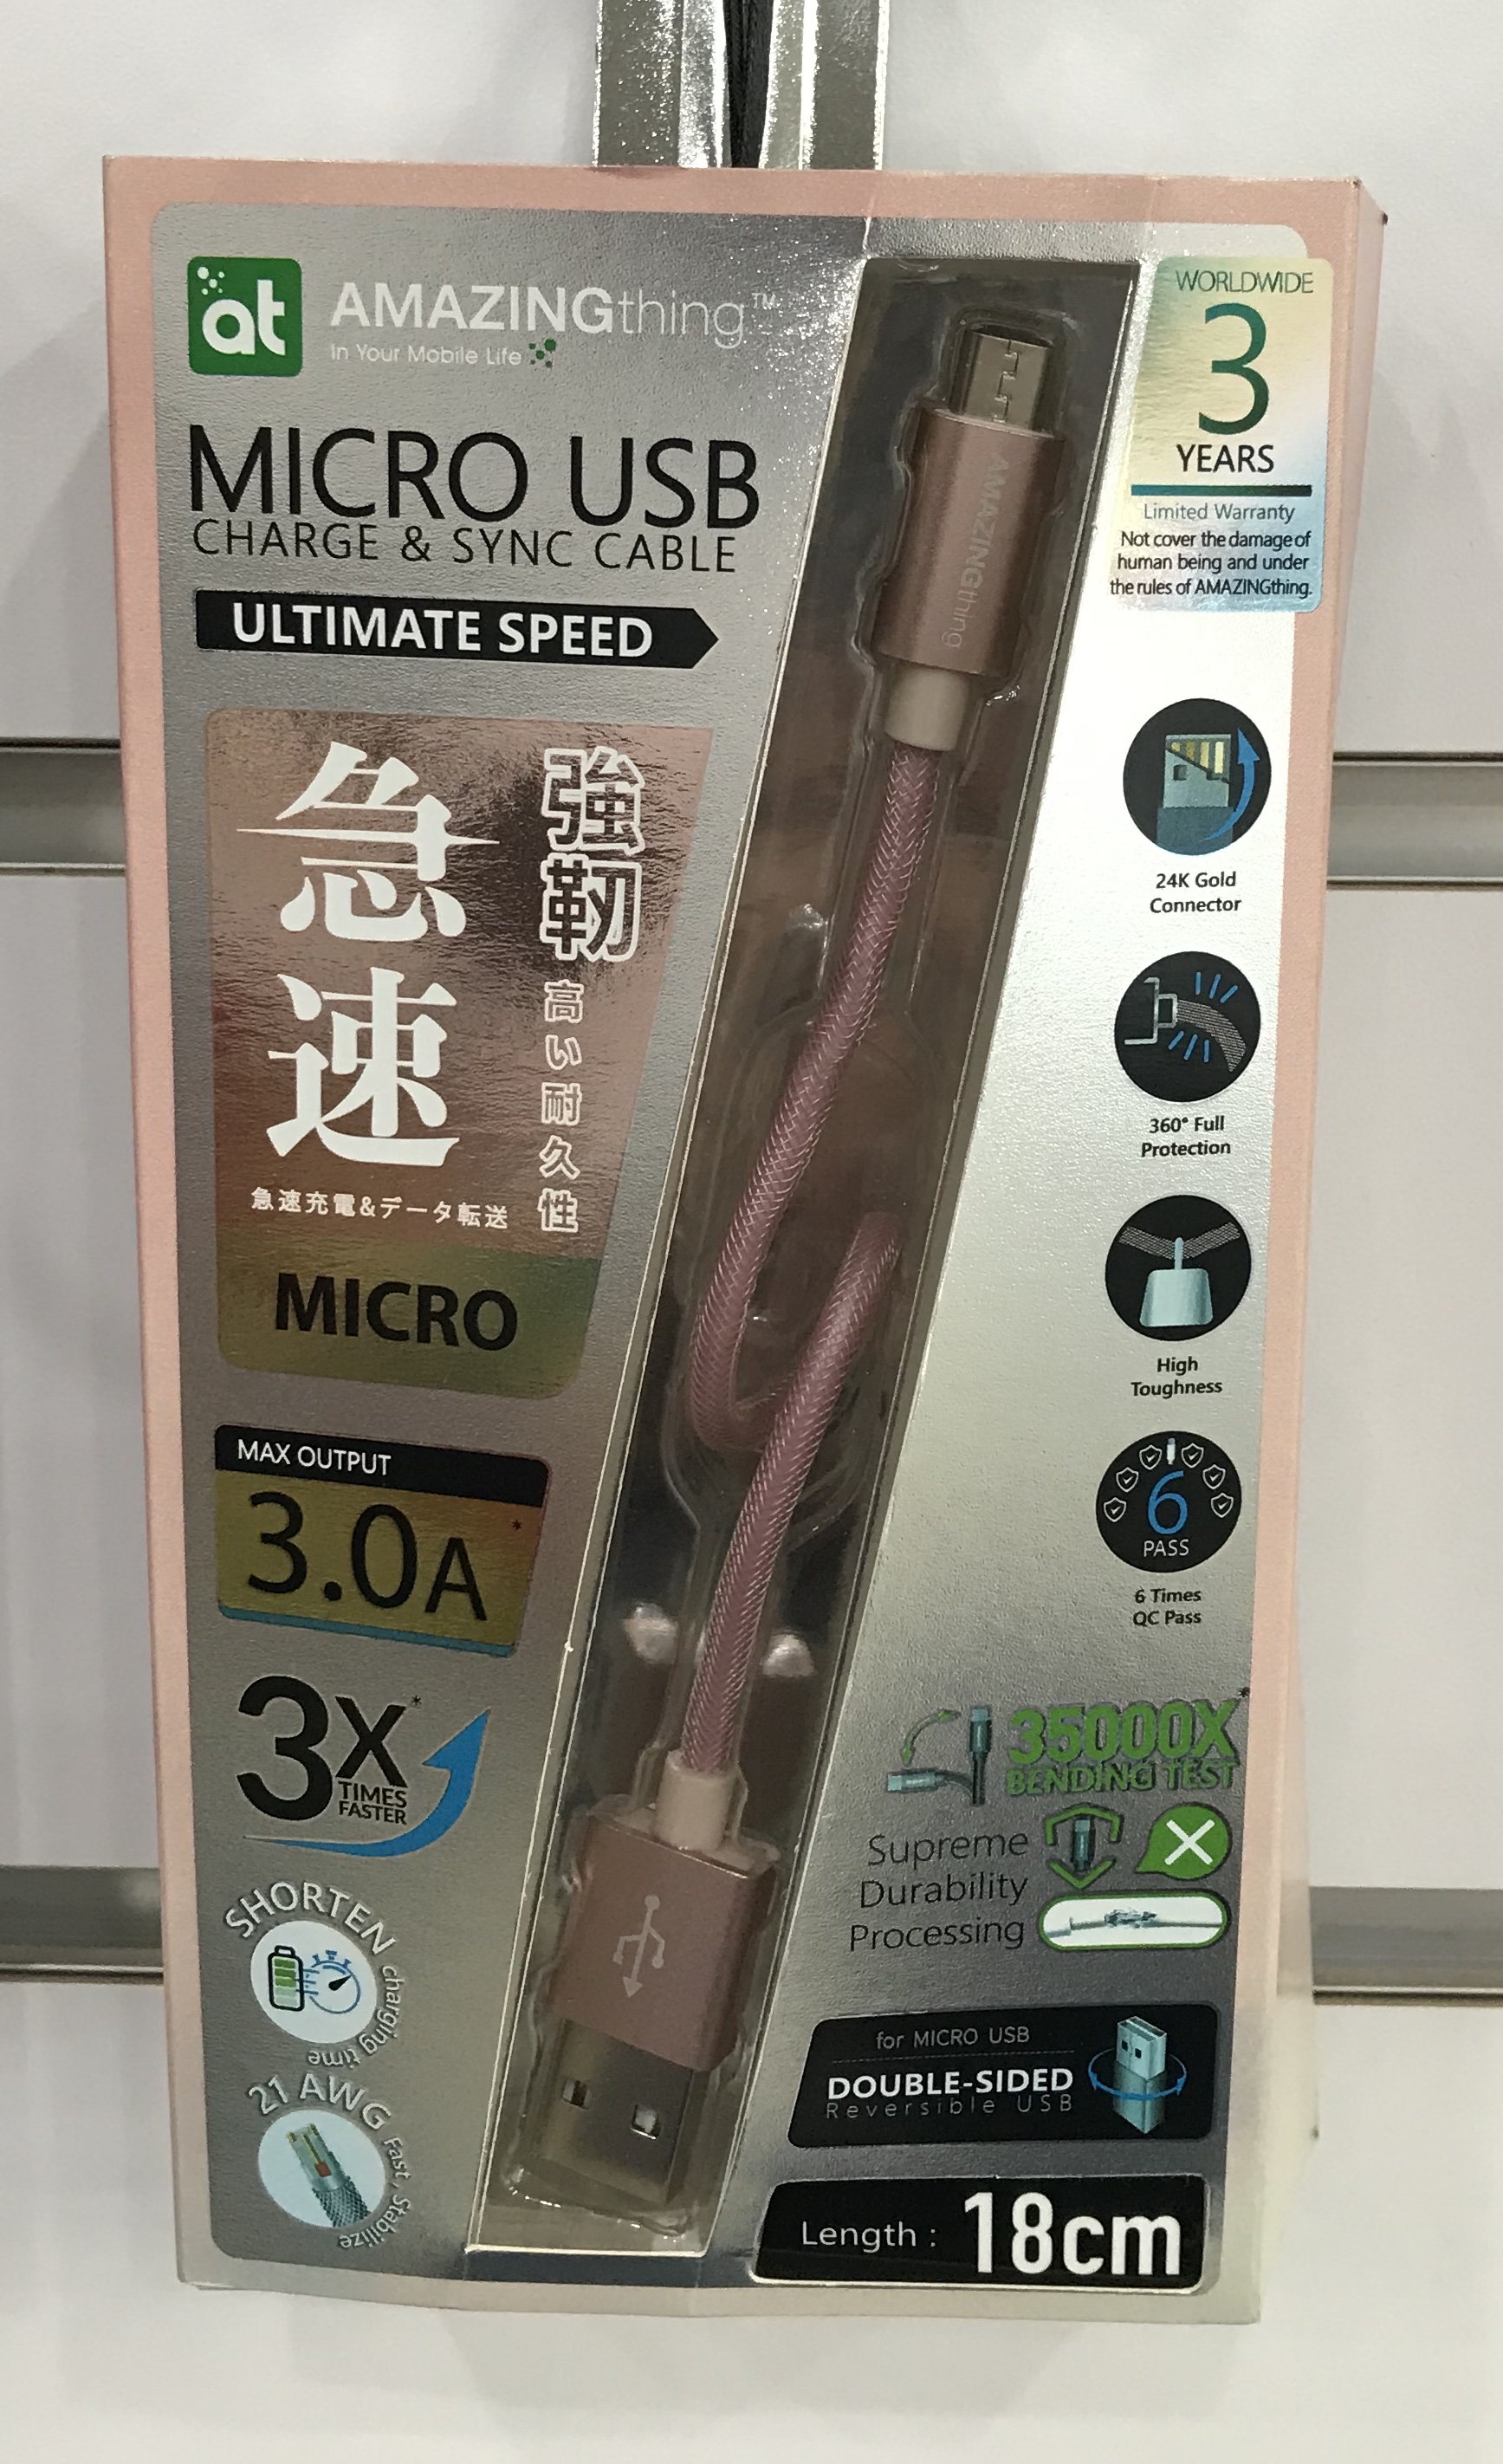 at
AMAZINGthing™
In Your Mobile Life
MICRO USB
CHARGE & SYNC CABLE
ULTIMATE SPEED
急速
強靭
高い耐久性
急速充電&データ転送
MICRO
MAX OUTPUT
3.0A*
3X*
TIMES
FASTER
SHORTEN
charging time
21 AWG
Fast, Stabilize
AMAZINGthing
WORLDWIDE
3
YEARS
Limited Warranty
Not cover the damage of
human being and under
the rules of AMAZINGthing.
24K Gold
Connector
360° Full
Protection
High
Toughness
6
PASS
6 Times
QC Pass
35000X*
BENDING TEST
Supreme
Durability
Processing
for MICRO USB
DOUBLE-SIDED
Reversible USB
Length : 18cm